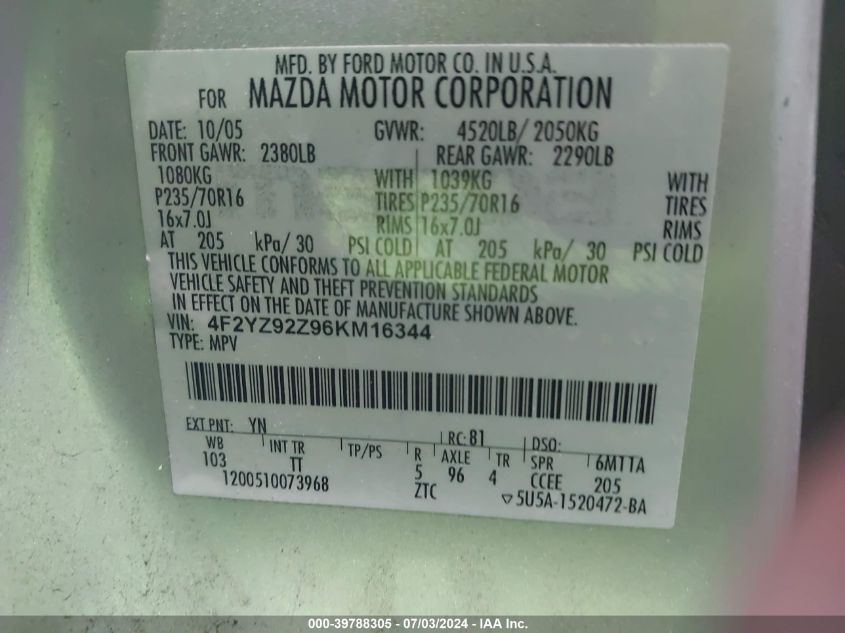 MFD. BY FORD MOTOR CO. IN U.S.A.
FOR MAZDA MOTOR CORPORATION
DATE: 10/05 GVWR: 4520LB/ 2050KG
FRONT GAWR: 2380LB REAR GAWR: 2290LB
1080KG WITH 1039KG WITH
P235/70R16 TIRES P235/70R16 TIRES
16x7.0J RIMS 16x7.0J RIMS
AT 205 kPa/ 30 PSI COLD AT 205 kPa/ 30 PSI COLD
THIS VEHICLE CONFORMS TO ALL APPLICABLE FEDERAL MOTOR
VEHICLE SAFETY AND THEFT PREVENTION STANDARDS
IN EFFECT ON THE DATE OF MANUFACTURE SHOWN ABOVE.
VIN: 4F2YZ92Z96KM16344
TYPE: MPV
EXT PNT: YN RC: 81 DSO:
WB INT TR TP/PS R AXLE TR SPR 6M11A
103 TT 5 96 4 CCEE 205
1200510073968 ZTC ▽5U5A-1520472-BA
000-39788305 - 07/03/2024 - IAA Inc.